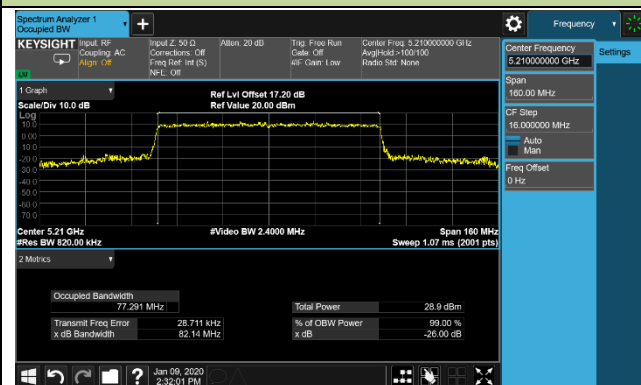 Spectrum Analyzer 1
Occupied BW
Frequency
KEYSIGHT
Input: RF
Coupling: AC
Align: Off
Input Z: 50 Ω
Corrections: Off
Freq Ref: Int (S)
NFE: Off
Atten: 20 dB
Trig: Free Run
Gate: Off
#IF Gain: Low
Center Freq: 5.210000000 GHz
Avg|Hold:>100/100
Radio Std: None
Center Frequency
5.210000000 GHz
Settings
Span
160.00 MHz
CF Step
16.000000 MHz
Auto
Man
Freq Offset
0 Hz
1 Graph
Scale/Div 10.0 dB
Ref Lvl Offset 17.20 dB
Ref Value 20.00 dBm
Log
10.0
0.00
-10.0
-20.0
-30.0
-40.0
-50.0
-60.0
-70.0
Center 5.21 GHz
#Res BW 820.00 kHz
#Video BW 2.4000 MHz
Span 160 MHz
Sweep 1.07 ms (2001 pts)
2 Metrics
Occupied Bandwidth
77.291 MHz
Total Power 28.9 dBm
Transmit Freq Error 28.711 kHz
% of OBW Power 99.00 %
x dB Bandwidth 82.14 MHz
x dB -26.00 dB
Jan 09, 2020
2:32:01 PM